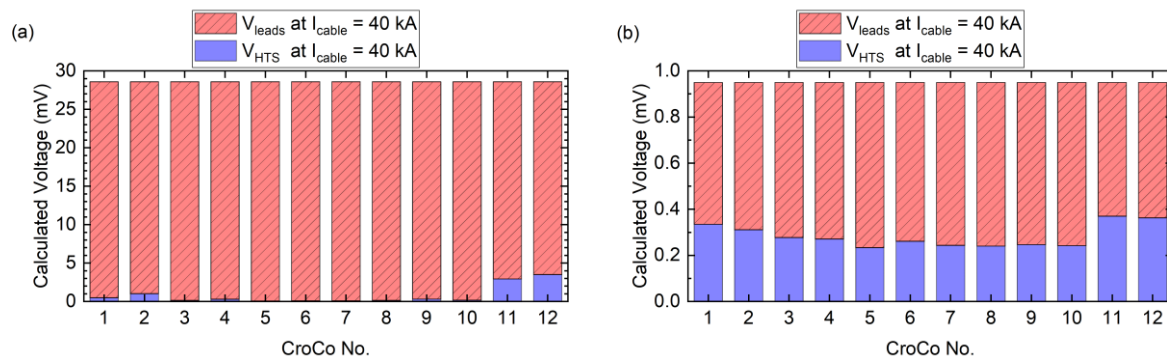 (a)
V_leads at I_cable = 40 kA
V_HTS at I_cable = 40 kA
Calculated Voltage (mV)
30
25
20
15
10
5
0
1 2 3 4 5 6 7 8 9 10 11 12
CroCo No.
(b)
V_leads at I_cable = 40 kA
V_HTS at I_cable = 40 kA
Calculated Voltage (mV)
1.0
0.8
0.6
0.4
0.2
0.0
1 2 3 4 5 6 7 8 9 10 11 12
CroCo No.